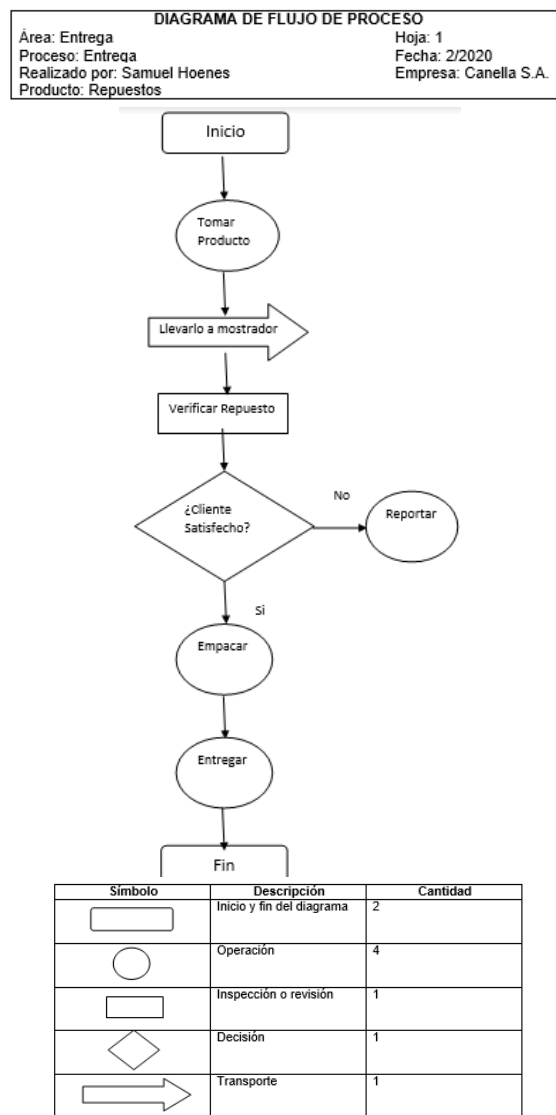 DIAGRAMA DE FLUJO DE PROCESO
Área: Entrega
Hoja: 1
Proceso: Entrega
Fecha: 2/2020
Realizado por: Samuel Hoenes
Empresa: Canella S.A.
Producto: Repuestos
Inicio
Tomar
Producto
Llevarlo a mostrador
Verificar Repuesto
¿Cliente
Satisfecho?
No
Reportar
Si
Empacar
Entregar
Fin
Símbolo Descripción Cantidad
Inicio y fin del diagrama 2
Operación 4
Inspección o revisión 1
Decisión 1
Transporte 1